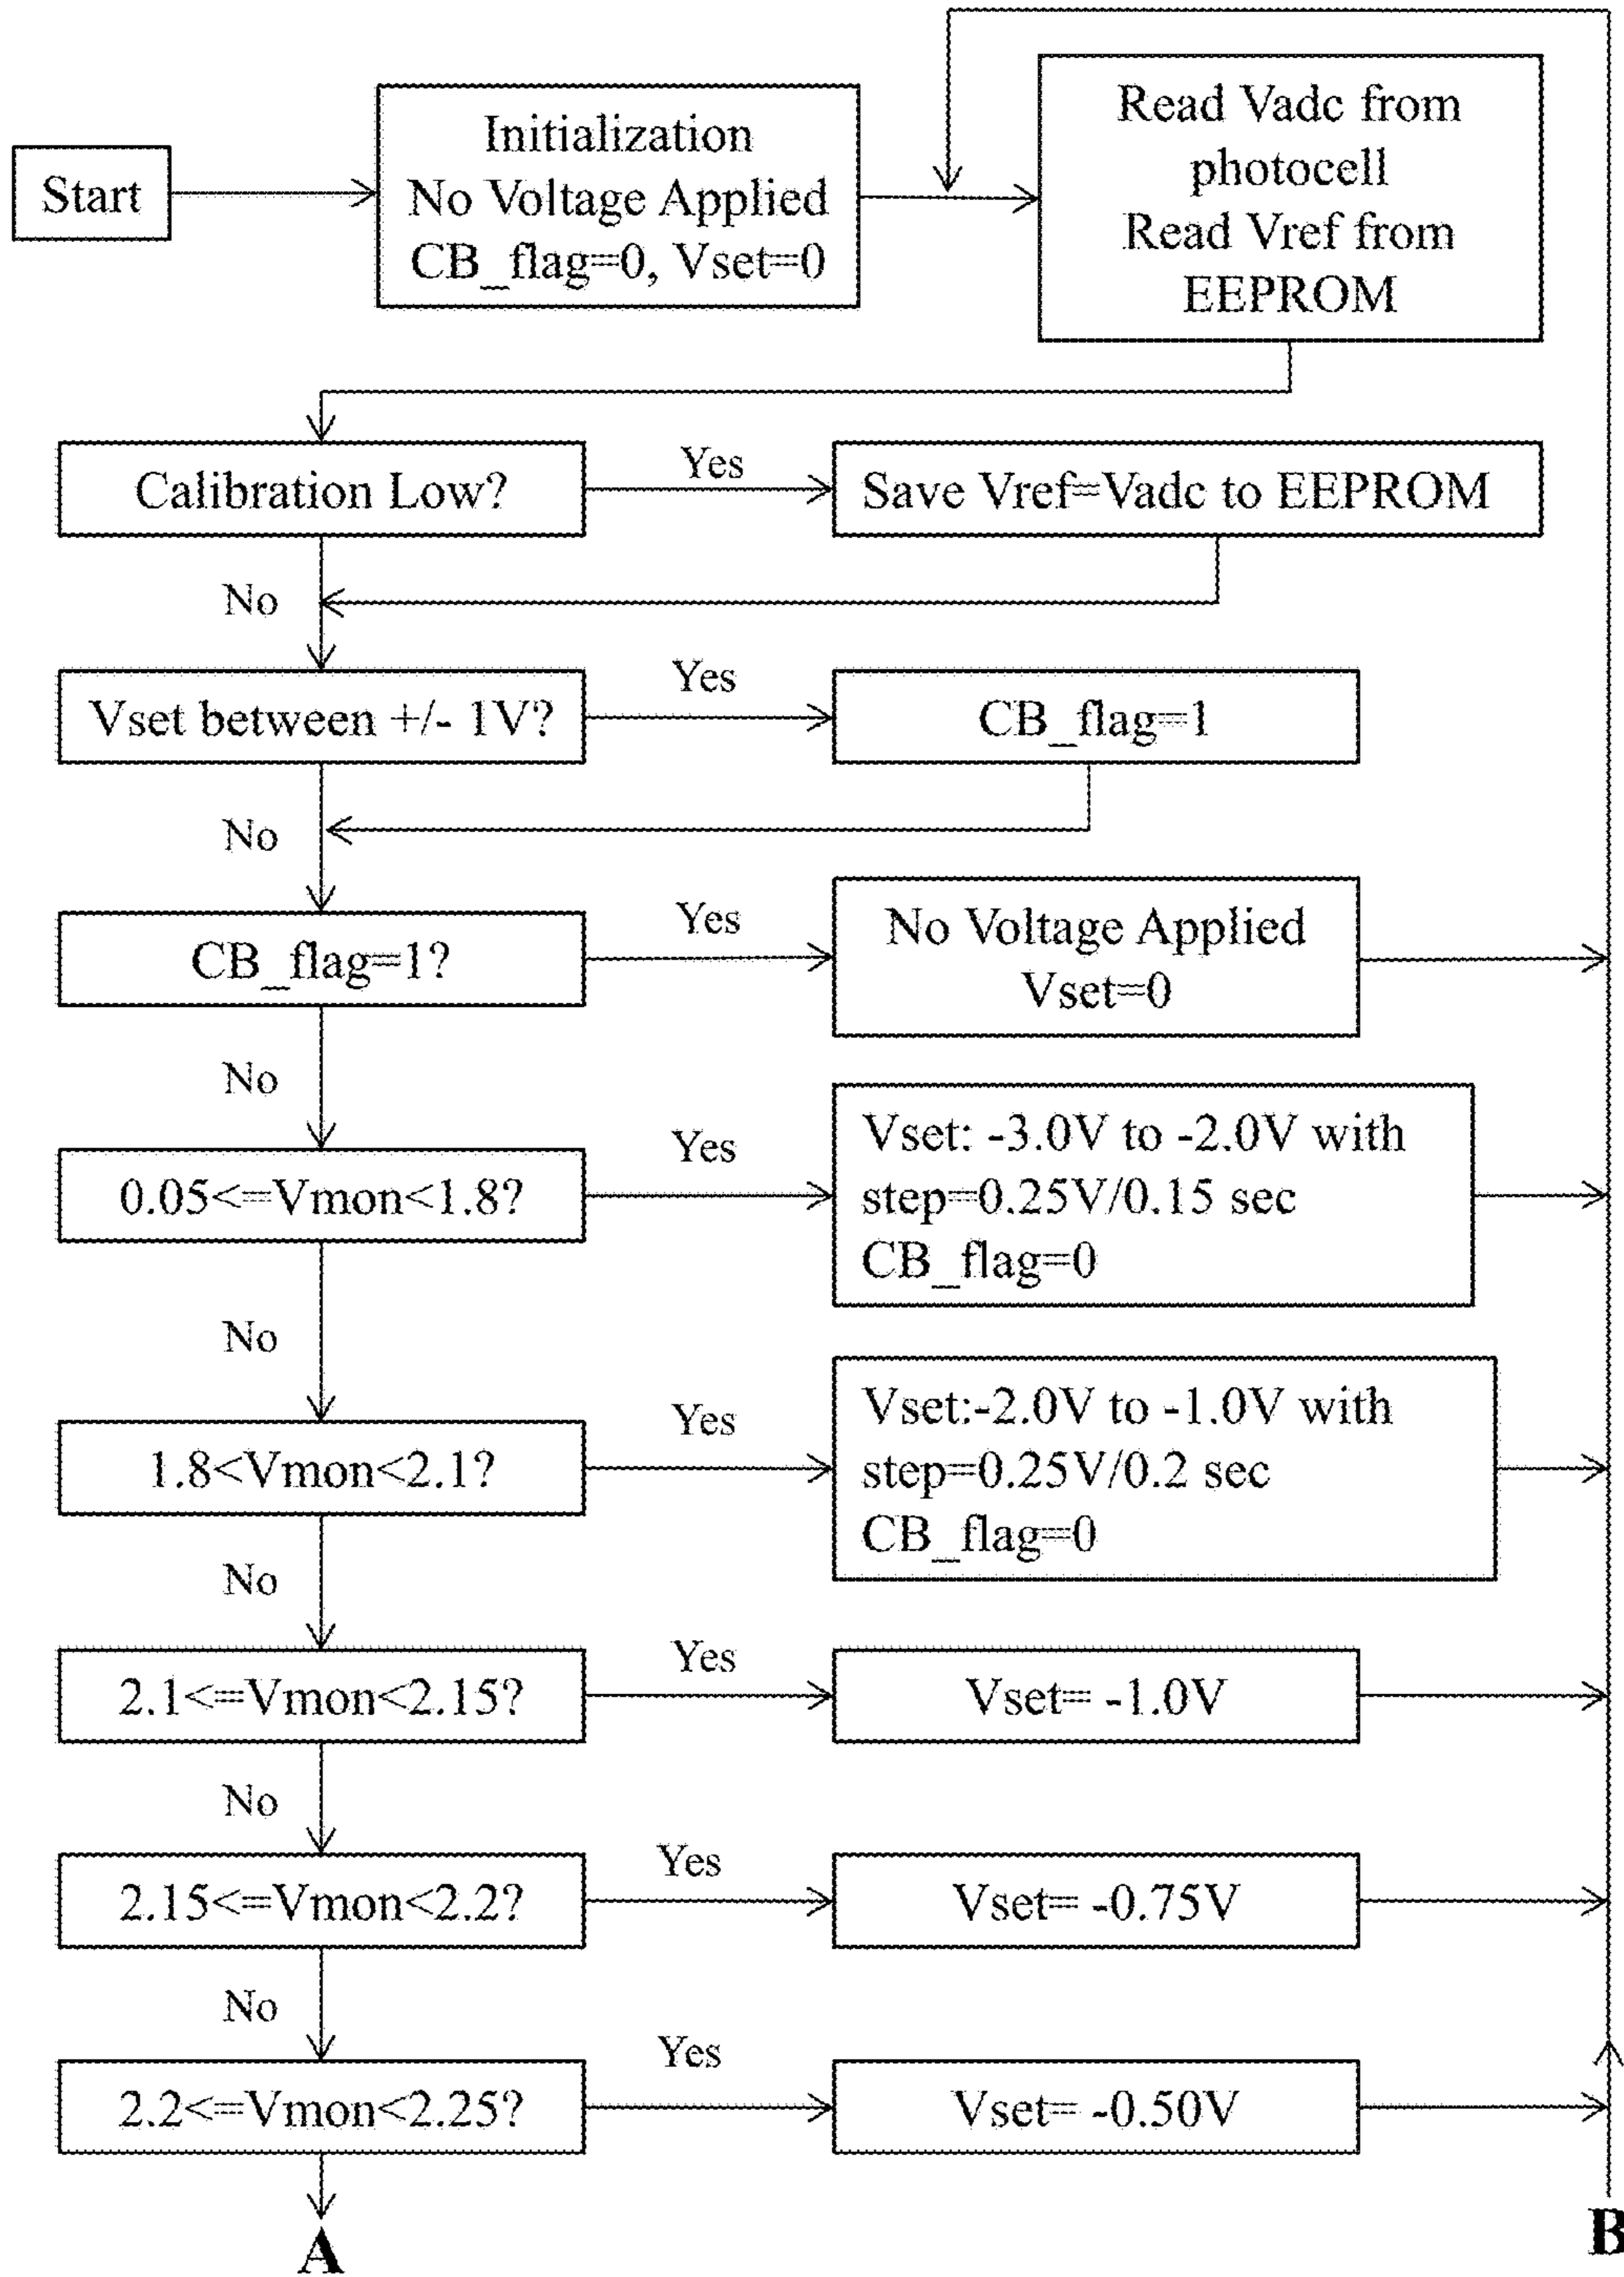 Start
Initialization
No Voltage Applied
CB_flag=0, Vset=0
Read Vadc from
photocell
Read Vref from
EEPROM
Calibration Low?
Yes
Save Vref=Vadc to EEPROM
No
Vset between +/- 1V?
Yes
CB_flag=1
No
CB_flag=1?
Yes
No Voltage Applied
Vset=0
No
0.05<=Vmon<1.8?
Yes
Vset: -3.0V to -2.0V with
step=0.25V/0.15 sec
CB_flag=0
No
1.8<Vmon<2.1?
Yes
Vset:-2.0V to -1.0V with
step=0.25V/0.2 sec
CB_flag=0
No
2.1<=Vmon<2.15?
Yes
Vset= -1.0V
No
2.15<=Vmon<2.2?
Yes
Vset= -0.75V
No
2.2<=Vmon<2.25?
Yes
Vset= -0.50V
A
B